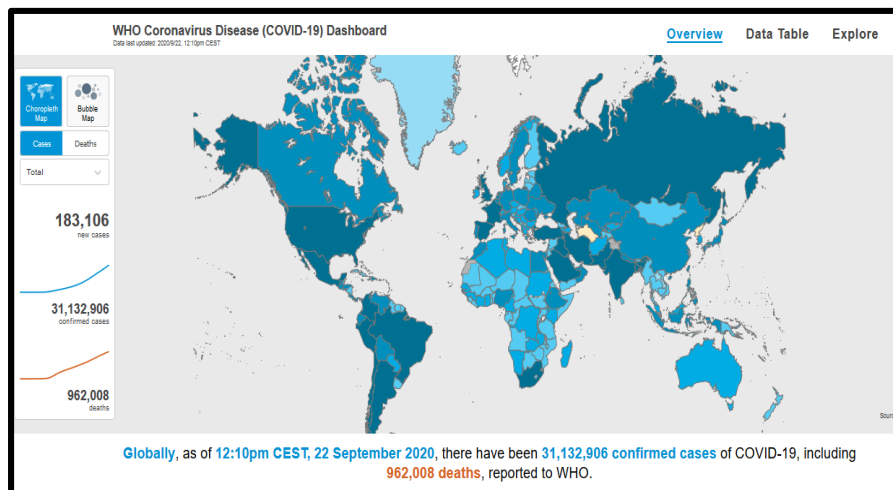 WHO Coronavirus Disease (COVID-19) Dashboard
Data last updated: 2020/9/22, 12:10pm CEST
Overview
Data Table
Explore
Choropleth
Map
Bubble
Map
Cases
Deaths
Total
183,106
new cases
31,132,906
confirmed cases
962,008
deaths
Globally, as of 12:10pm CEST, 22 September 2020, there have been 31,132,906 confirmed cases of COVID-19, including
962,008 deaths, reported to WHO.